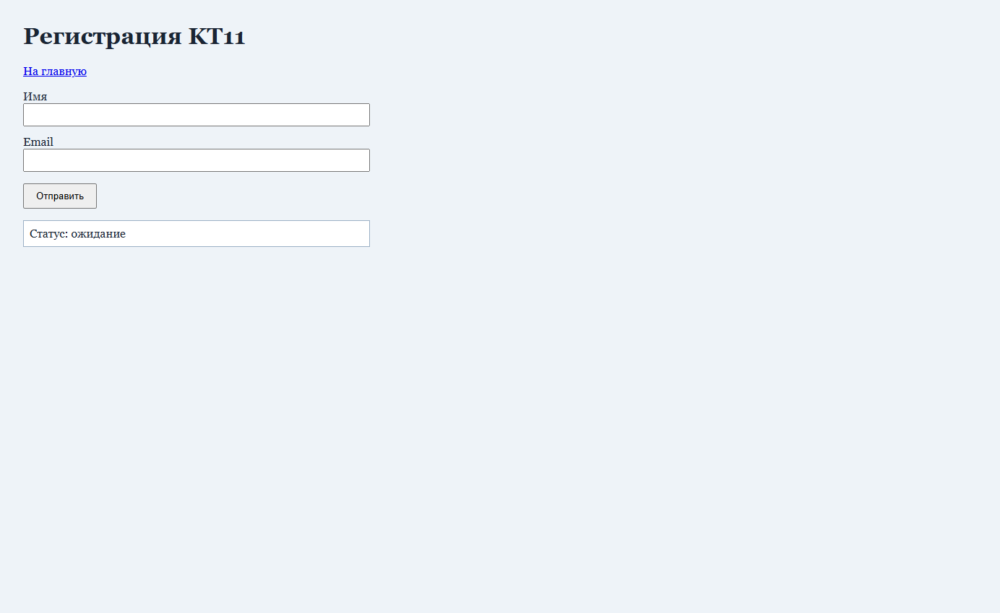 Регистрация КТ11
На главную
Имя
Email
Отправить
Статус: ожидание